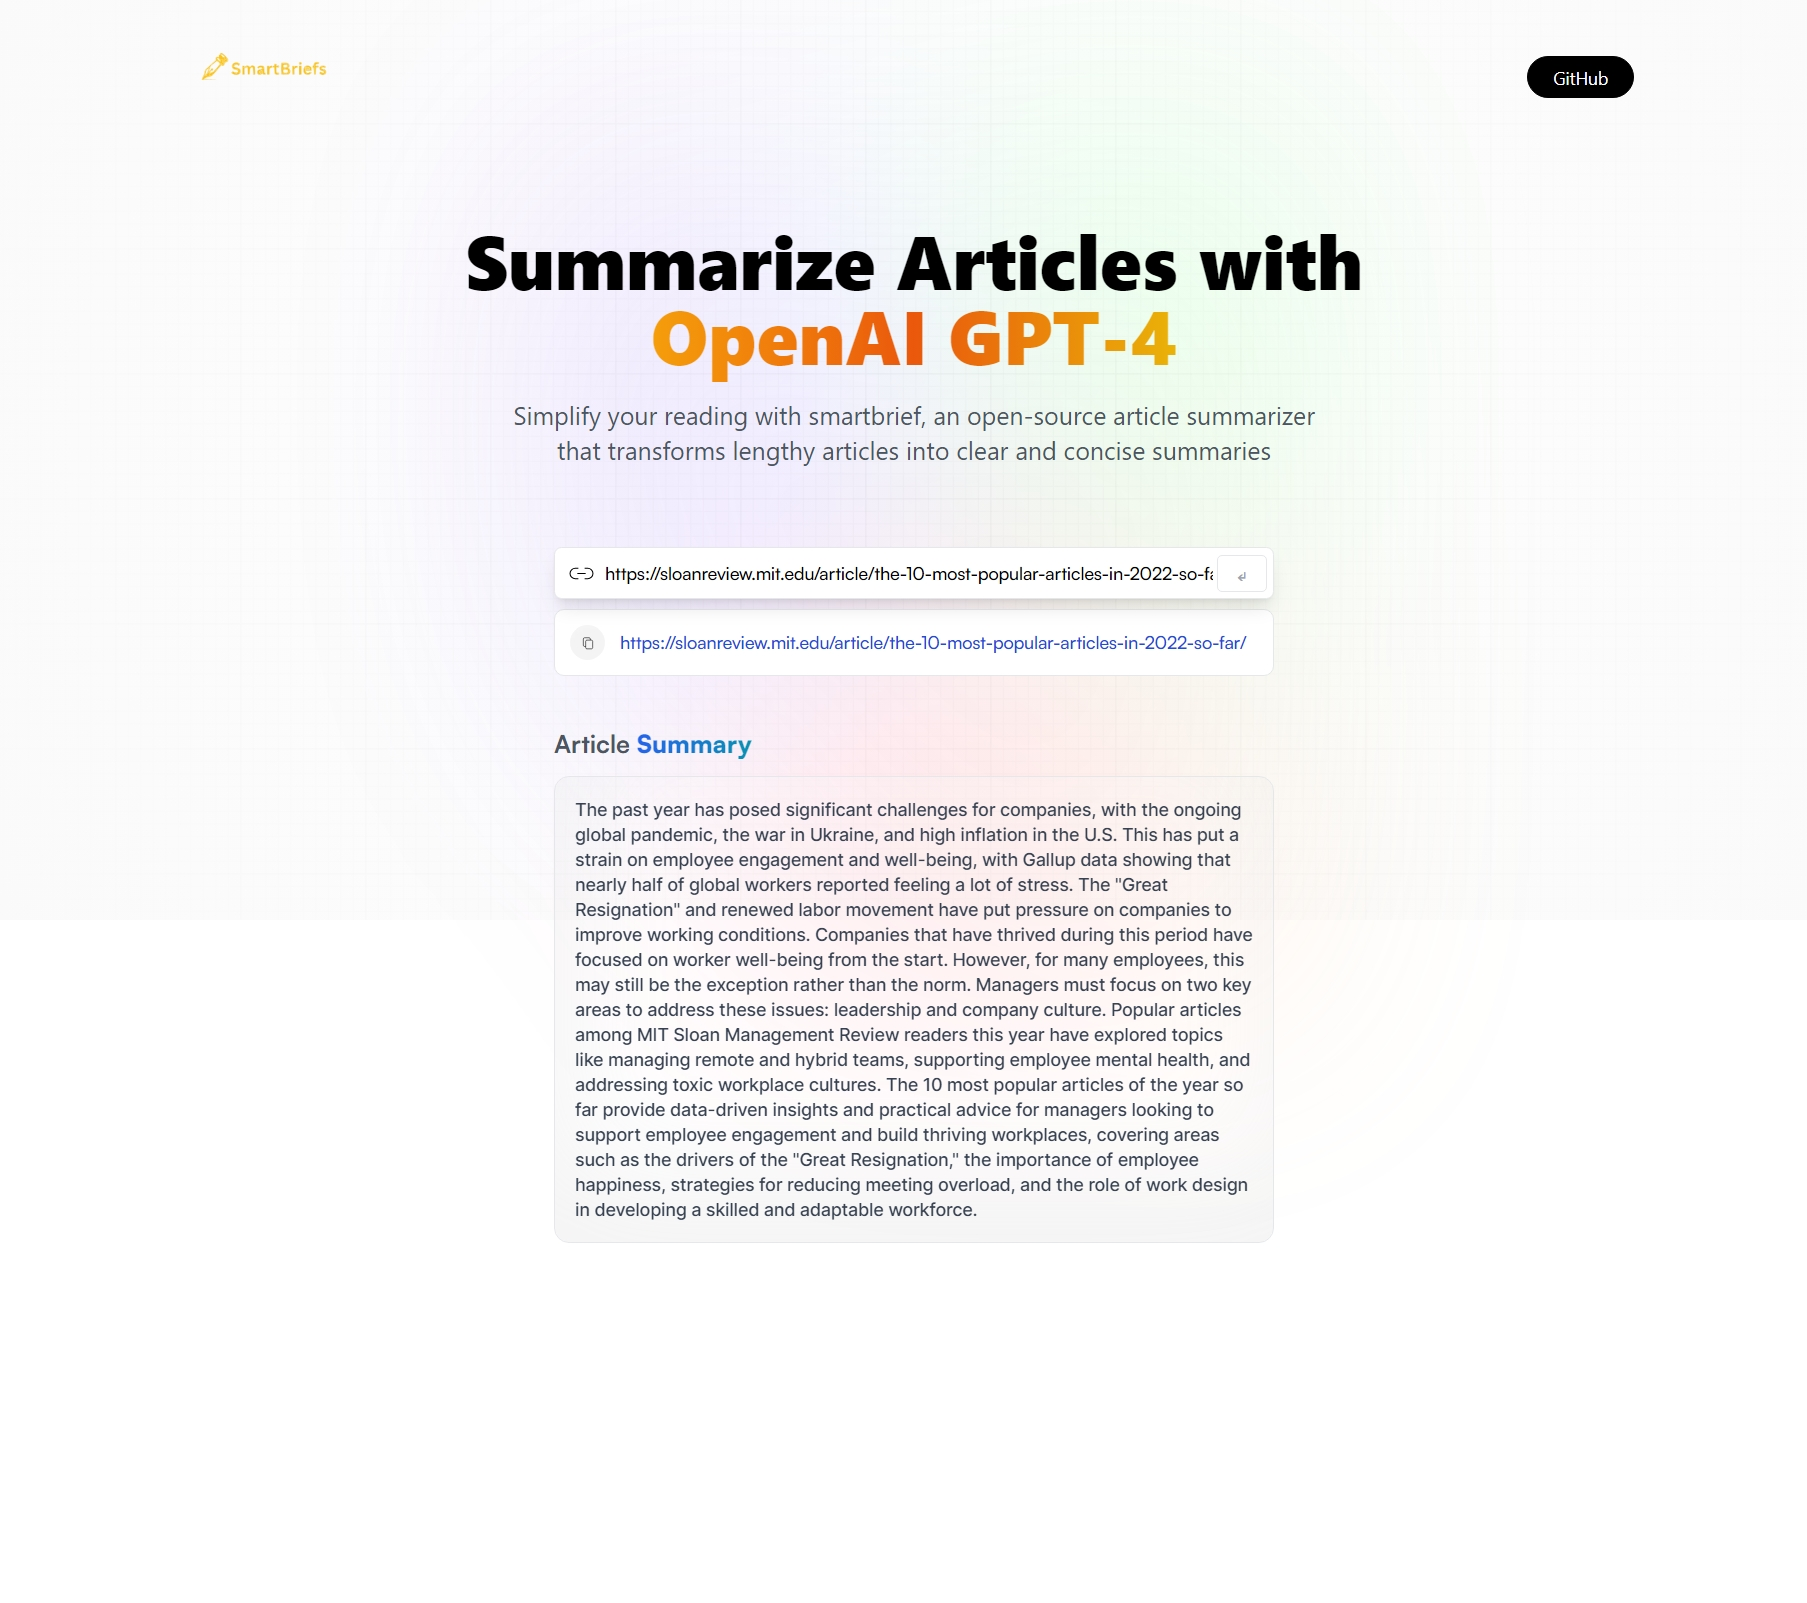 SmartBriefs
GitHub
Summarize Articles with
OpenAI GPT-4
Simplify your reading with smartbrief, an open-source article summarizer
that transforms lengthy articles into clear and concise summaries
https://sloanreview.mit.edu/article/the-10-most-popular-articles-in-2022-so-fa
https://sloanreview.mit.edu/article/the-10-most-popular-articles-in-2022-so-far/
Article Summary
The past year has posed significant challenges for companies, with the ongoing
global pandemic, the war in Ukraine, and high inflation in the U.S. This has put a
strain on employee engagement and well-being, with Gallup data showing that
nearly half of global workers reported feeling a lot of stress. The "Great
Resignation" and renewed labor movement have put pressure on companies to
improve working conditions. Companies that have thrived during this period have
focused on worker well-being from the start. However, for many employees, this
may still be the exception rather than the norm. Managers must focus on two key
areas to address these issues: leadership and company culture. Popular articles
among MIT Sloan Management Review readers this year have explored topics
like managing remote and hybrid teams, supporting employee mental health, and
addressing toxic workplace cultures. The 10 most popular articles of the year so
far provide data-driven insights and practical advice for managers looking to
support employee engagement and build thriving workplaces, covering areas
such as the drivers of the "Great Resignation," the importance of employee
happiness, strategies for reducing meeting overload, and the role of work design
in developing a skilled and adaptable workforce.